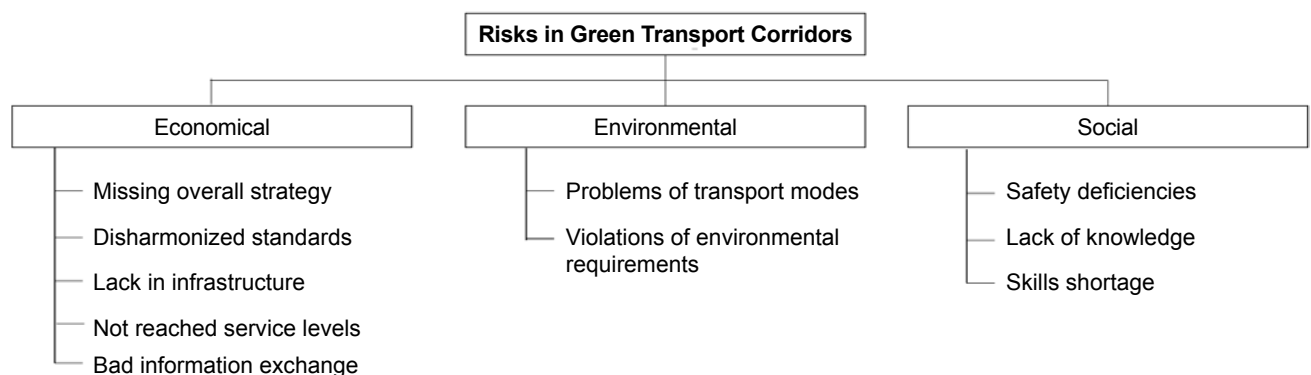 Risks in Green Transport Corridors
Economical
Environmental
Social
Missing overall strategy
Disharmonized standards
Lack in infrastructure
Not reached service levels
Bad information exchange
Problems of transport modes
Violations of environmental
requirements
Safety deficiencies
Lack of knowledge
Skills shortage